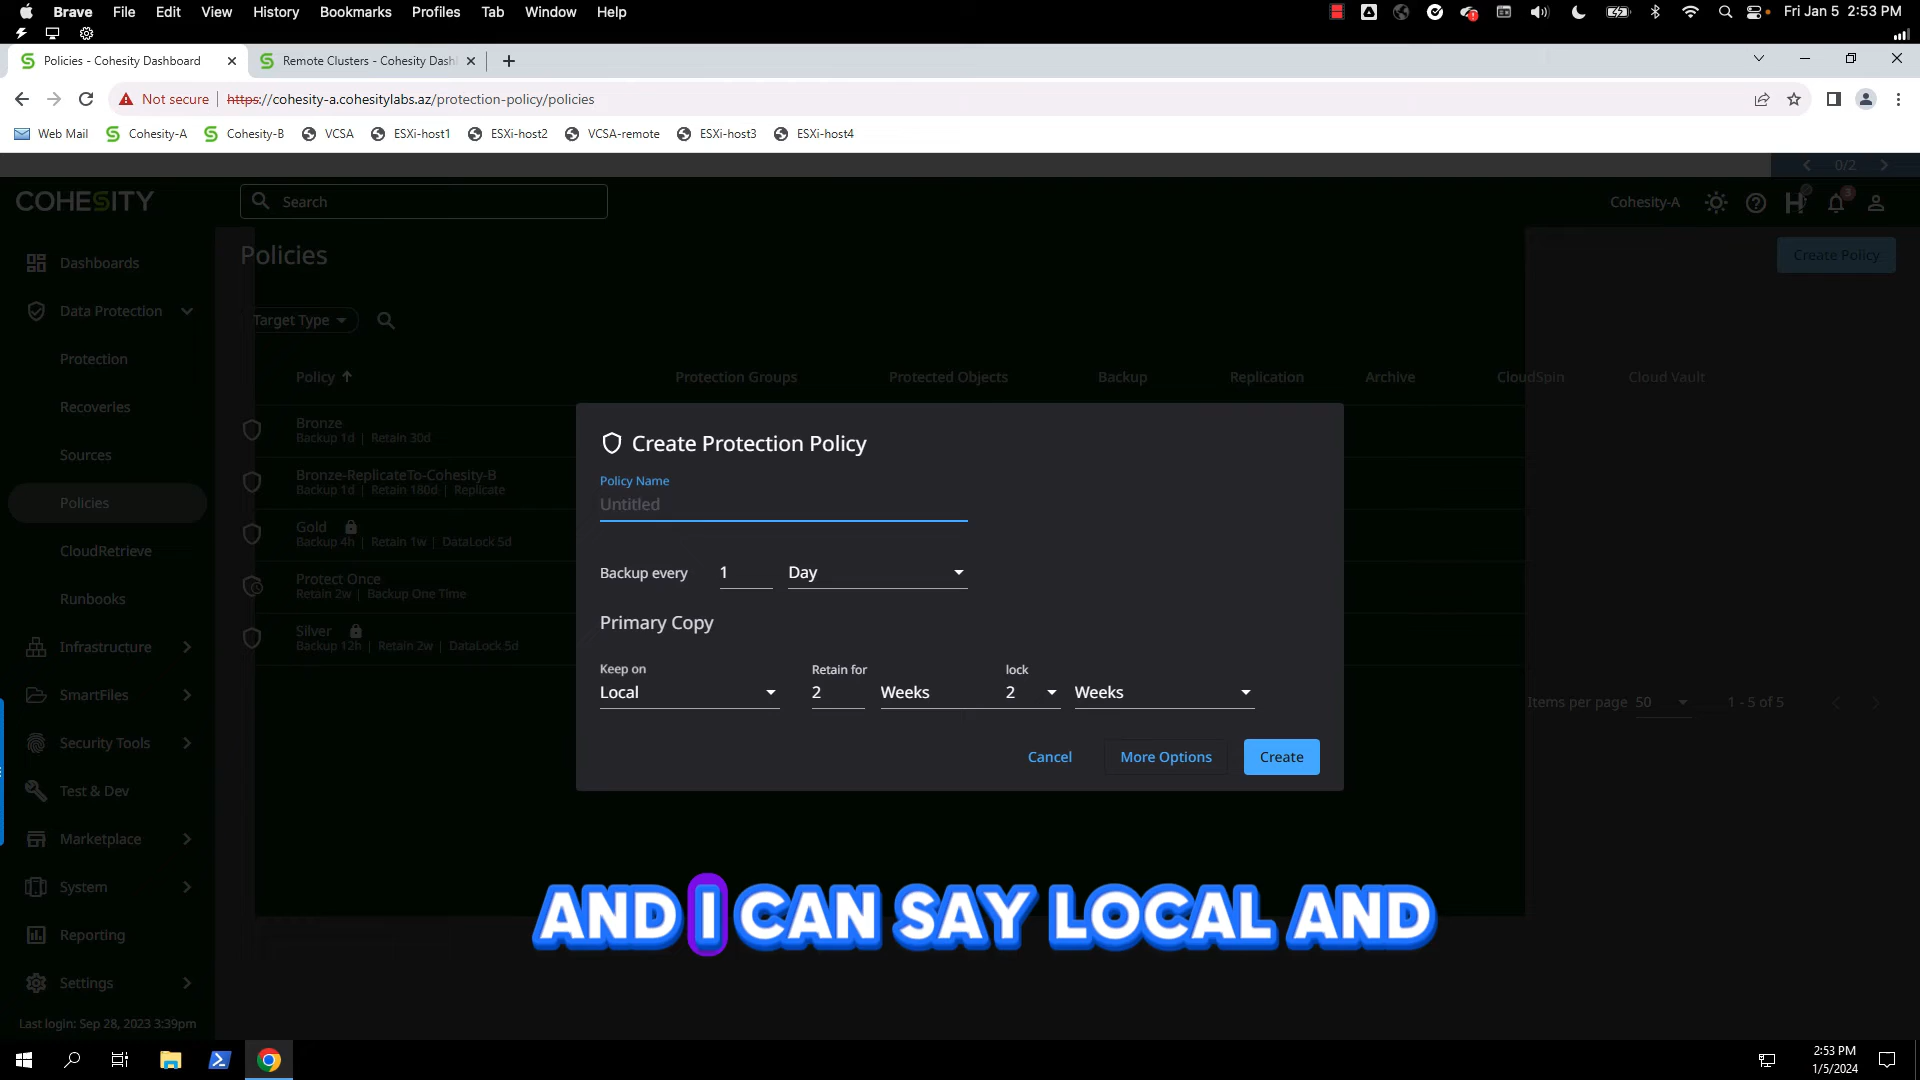 Brave File Edit View History Bookmarks Profiles Tab Window Help Fri Jan 5 2:53 PM
Policies - Cohesity Dashboard Remote Clusters - Cohesity Dash
Not secure https://cohesity-a.cohesitylabs.az/protection-policy/policies
Web Mail Cohesity-A Cohesity-B VCSA ESXi-host1 ESXi-host2 VCSA-remote ESXi-host3 ESXi-host4
0/2
COHESITY Search Cohesity-A 3
Policies Create Policy
Dashboards
Data Protection
Protection
Recoveries
Sources
Policies
CloudRetrieve
Runbooks
Infrastructure
SmartFiles
Security Tools
Test & Dev
Marketplace
System
Reporting
Settings
Last login: Sep 28, 2023 3:39pm
Target Type
Policy Protection Groups Protected Objects Backup Replication Archive CloudSpin Cloud Vault
Bronze
Backup 1d | Retain 30d
Bronze-ReplicateTo-Cohesity-B
Backup 1d | Retain 180d | Replicate
Gold
Backup 4h | Retain 1w | DataLock 5d
Protect Once
Retain 2w | Backup One Time
Silver
Backup 12h | Retain 2w | DataLock 5d
Items per page 50 1 - 5 of 5
Create Protection Policy
Policy Name
Untitled
Backup every 1 Day
Primary Copy
Keep on Retain for lock
Local 2 Weeks 2 Weeks
Cancel More Options Create
AND I CAN SAY LOCAL AND
2:53 PM
1/5/2024